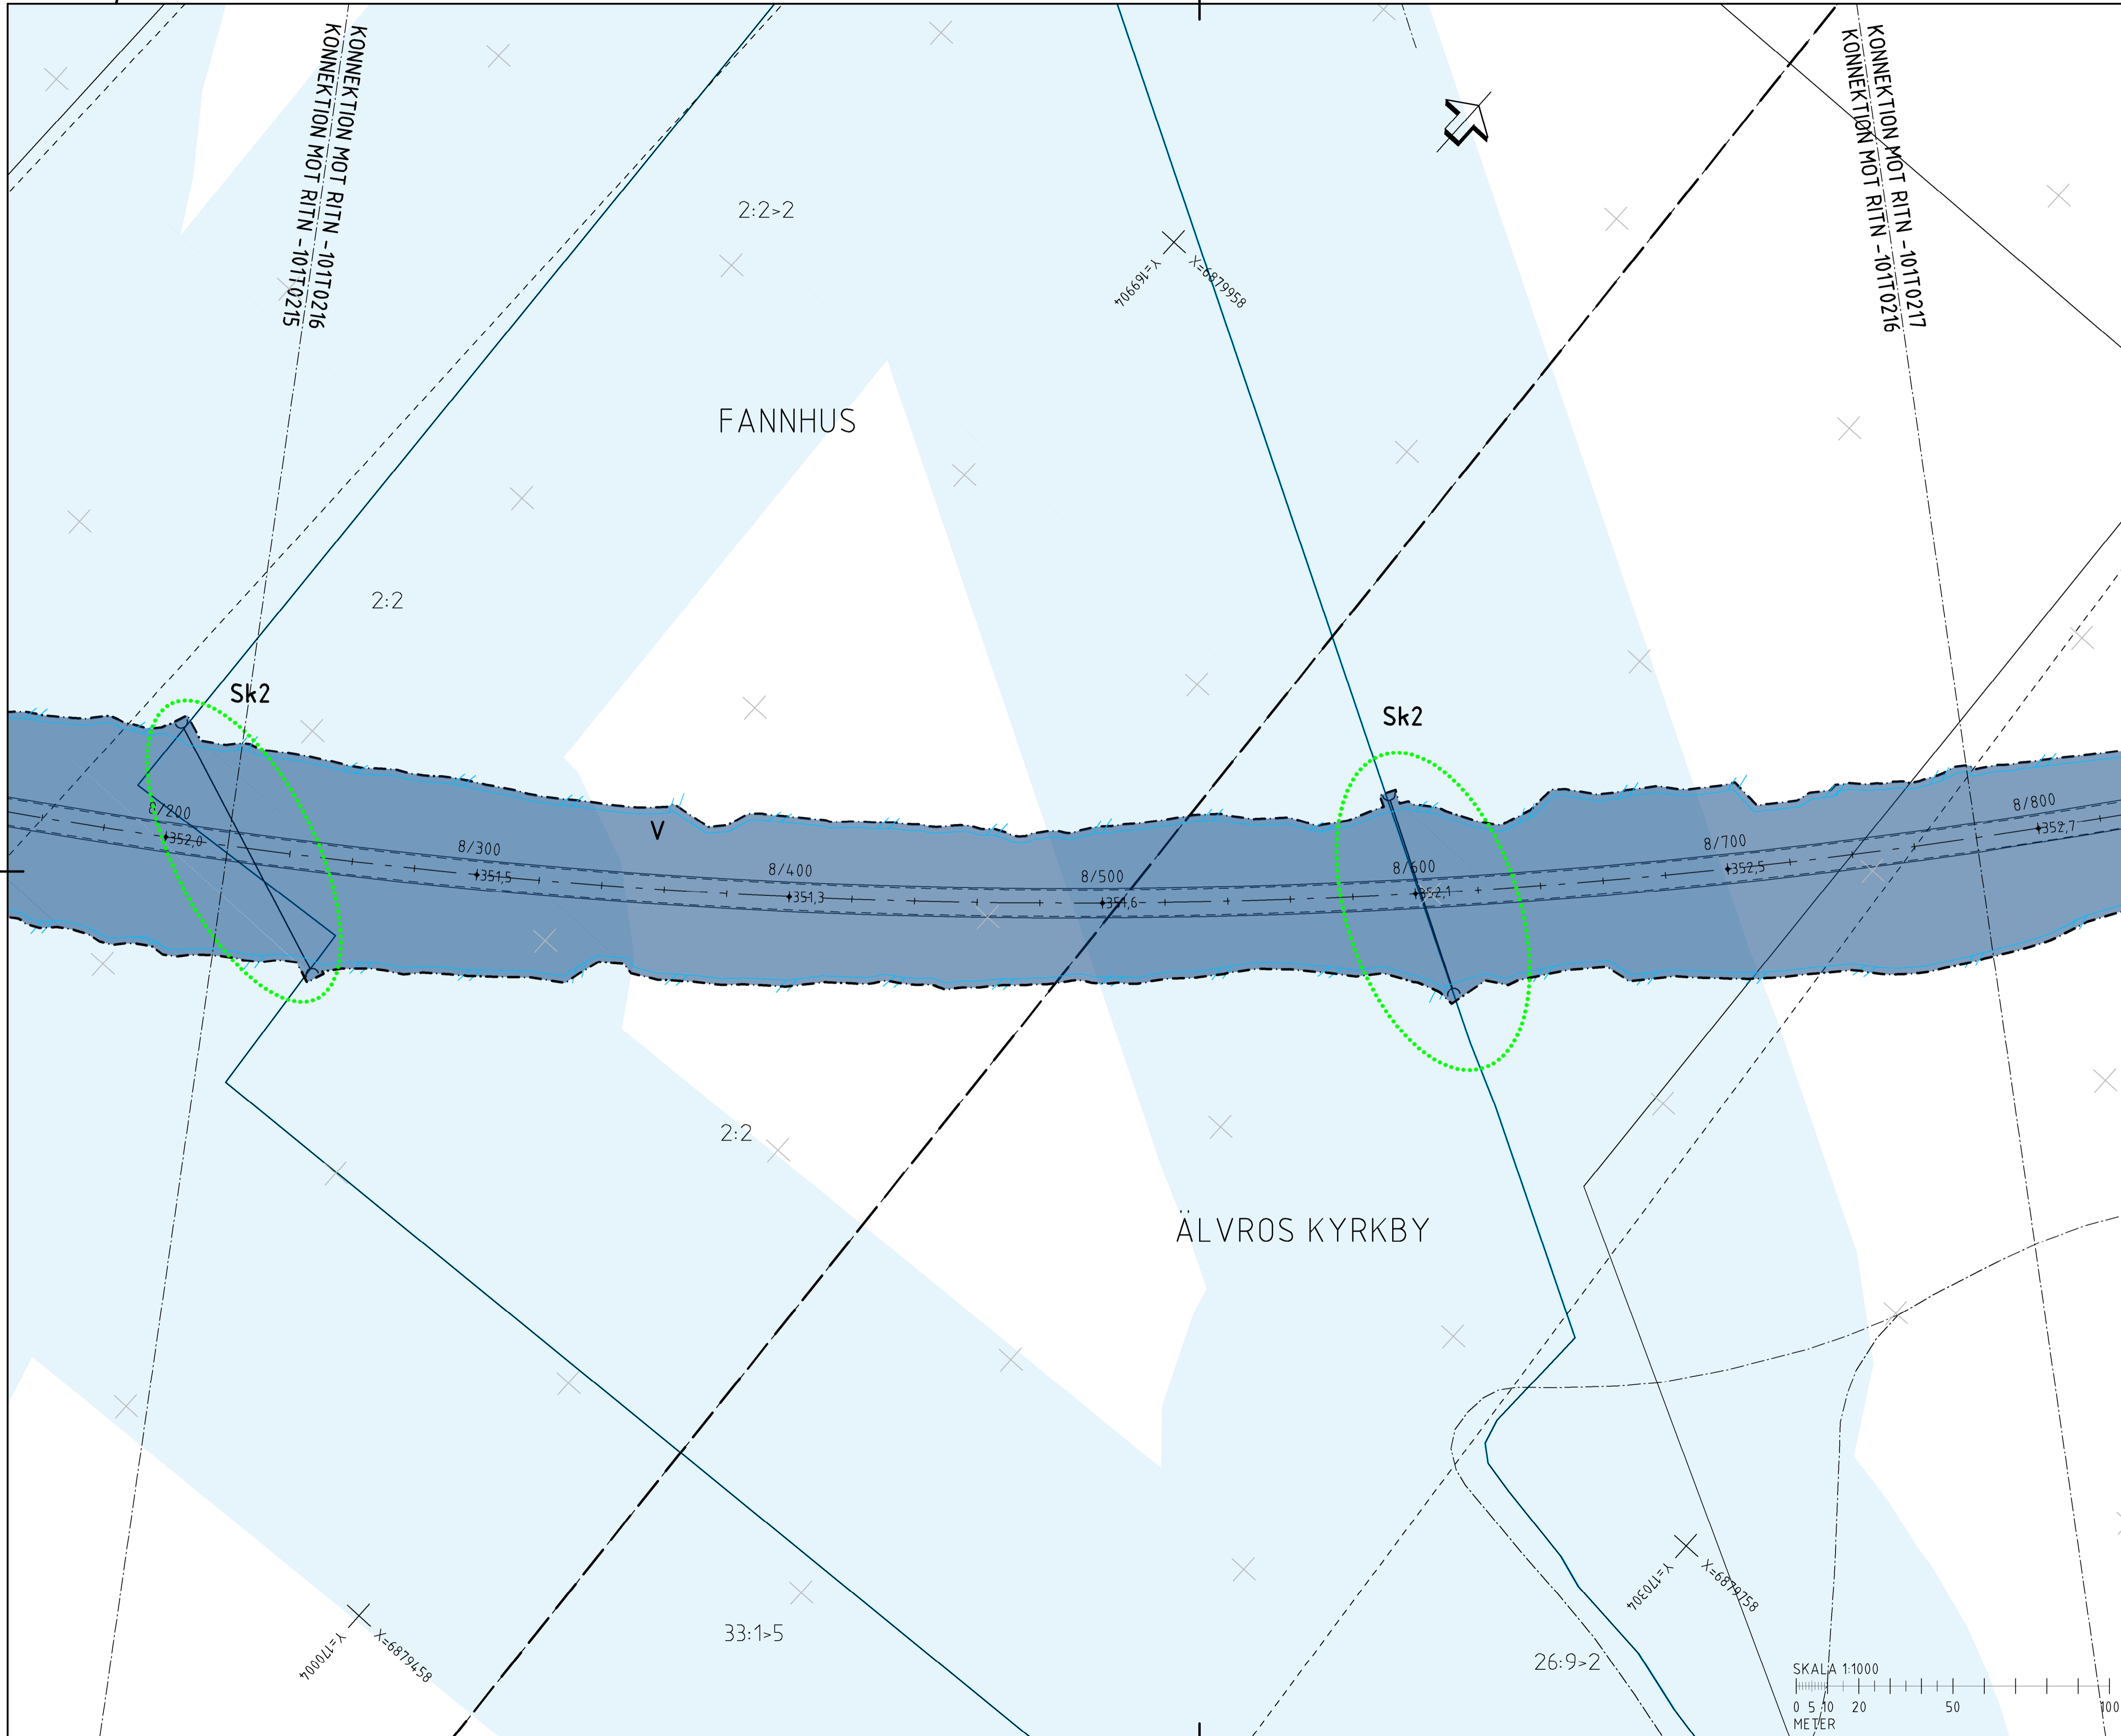 KONNEKTION MOT RITN -101T0216
KONNEKTION MOT RITN -101T0215
KONNEKTION MOT RITN -101T0217
KONNEKTION MOT RITN -101T0216
2:2>2
X=6879958
Y=169904
FANNHUS
2:2
Sk2
Sk2
8/200
352,0
8/300
351,5
V
8/400
351,3
8/500
351,6
8/600
352,1
8/700
352,5
8/800
352,7
2:2
ÄLVROS KYRKBY
X=6879758
Y=170304
X=6879458
Y=170004
33:1>5
26:9>2
SKALA 1:1000
0 5 10 20 50 100
METER